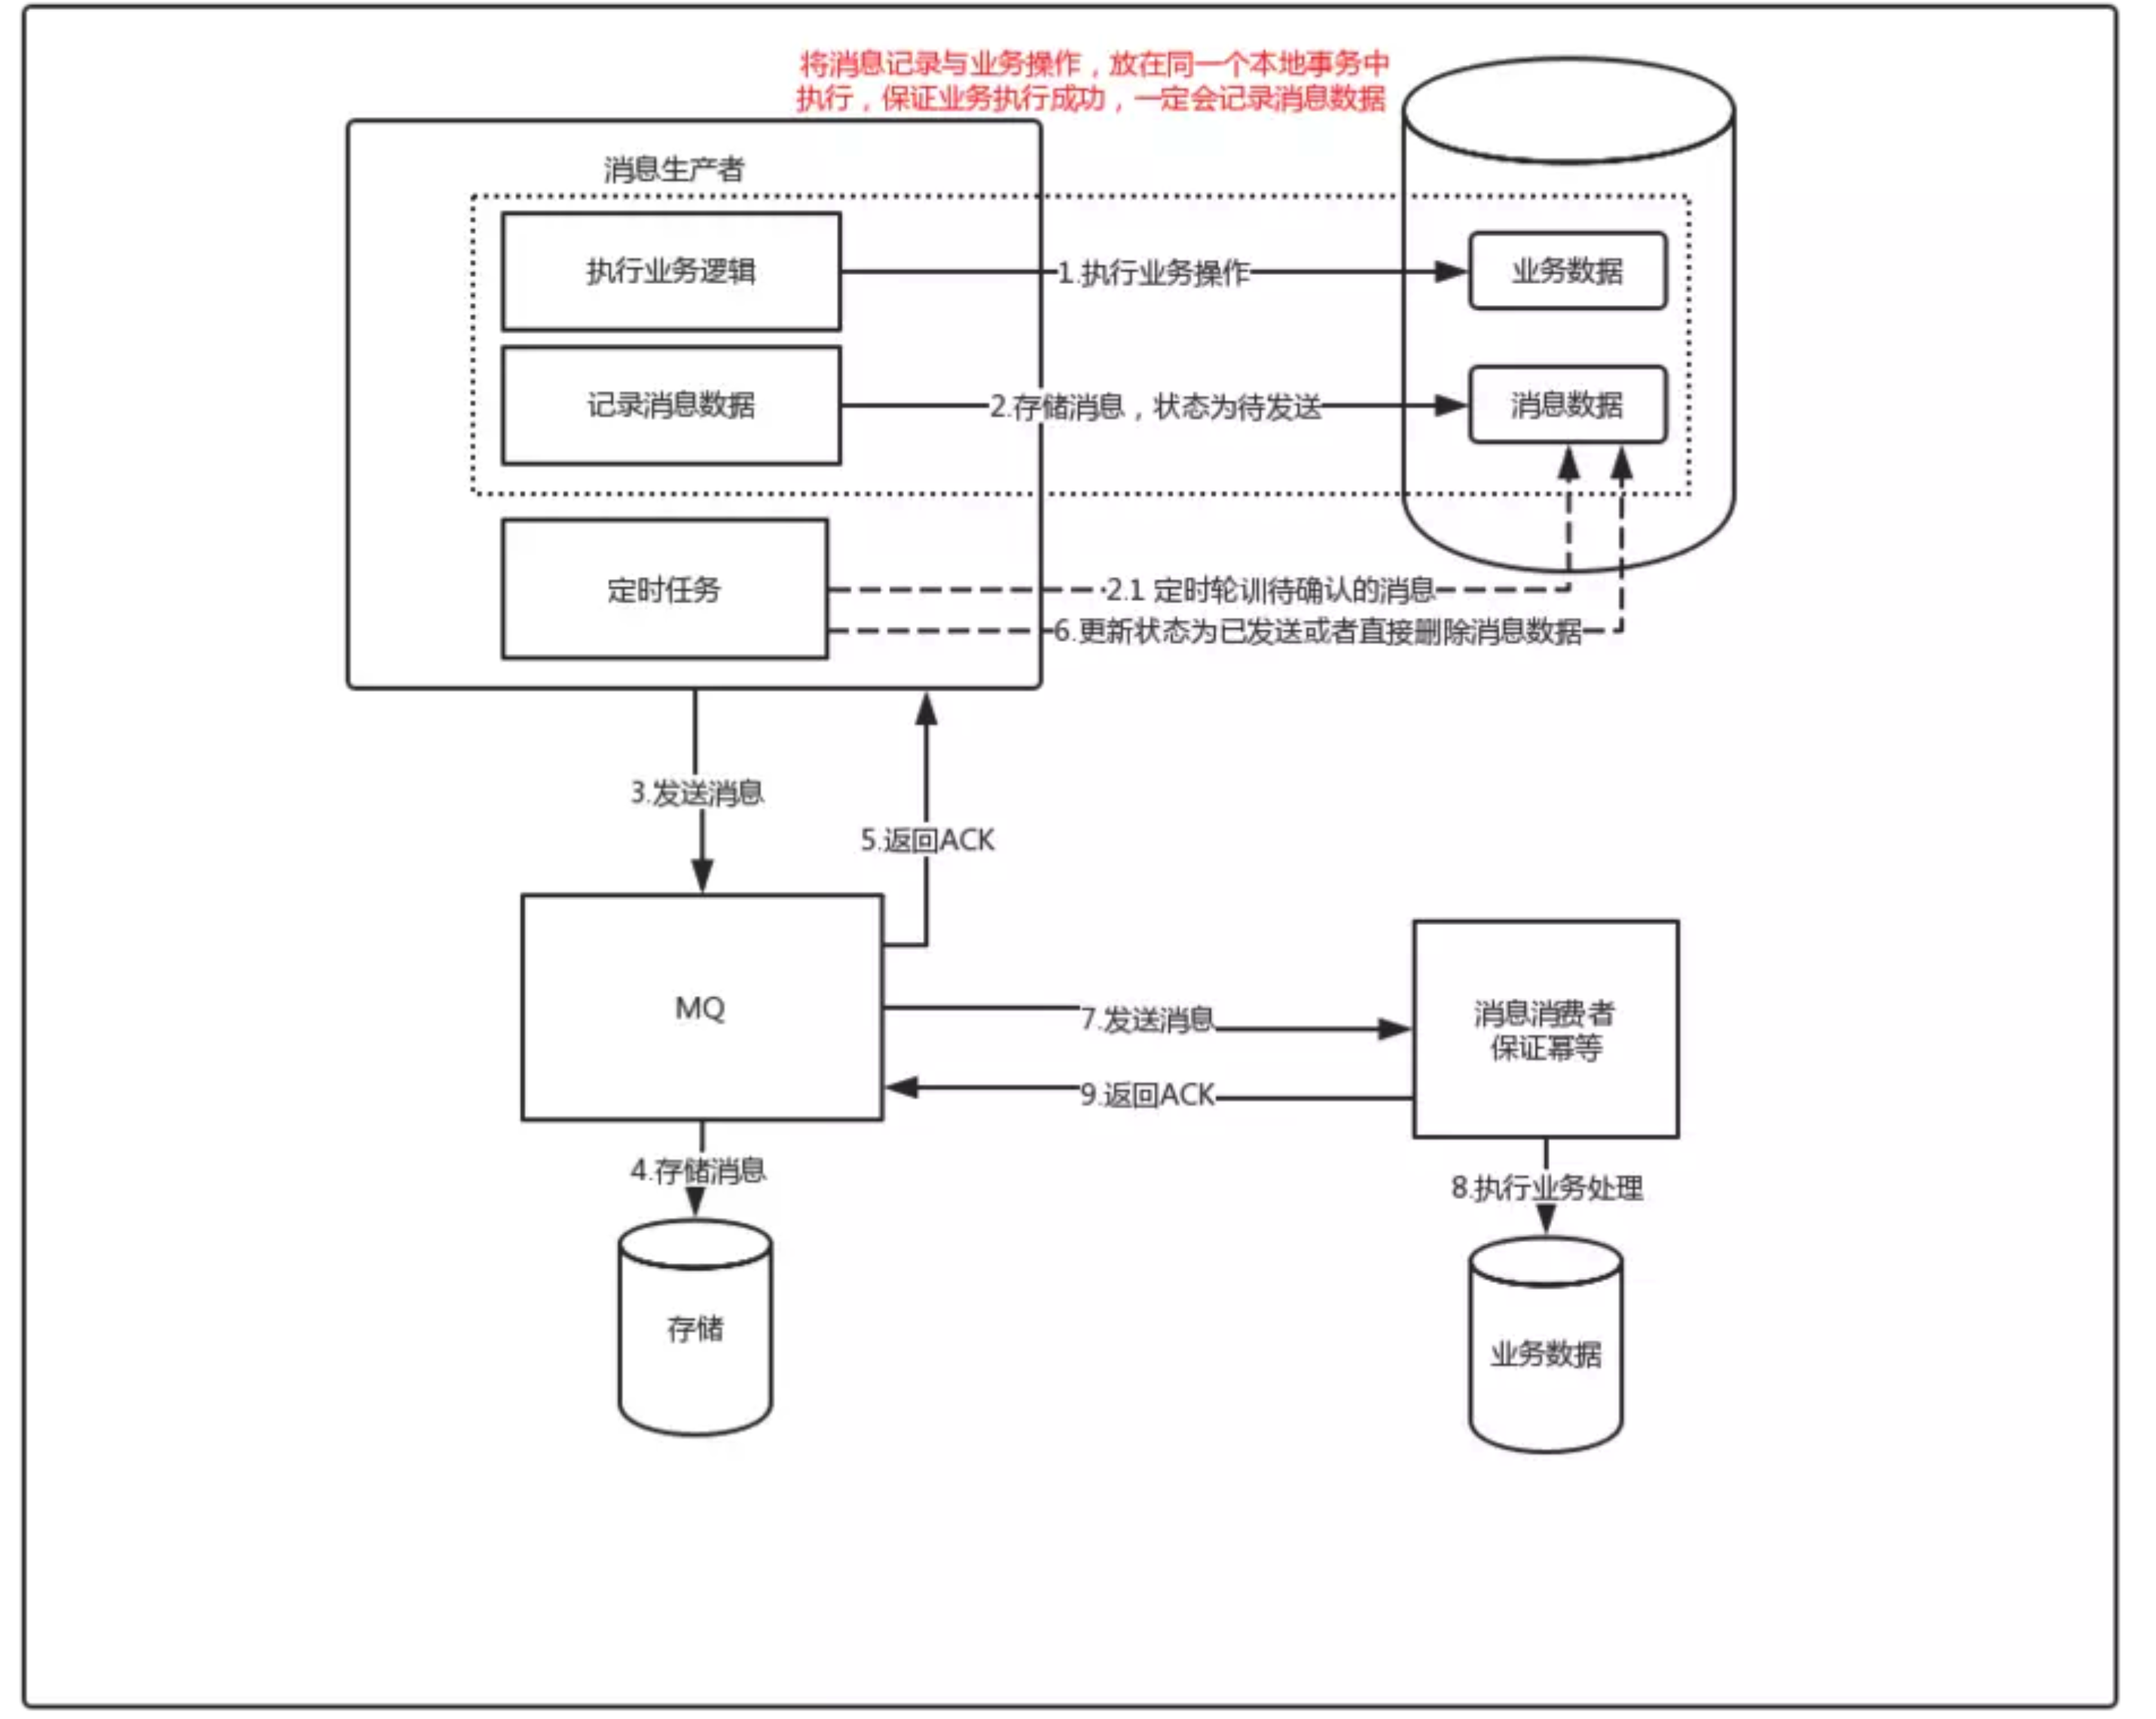 将消息记录与业务操作，放在同一个本地事务中
执行，保证业务执行成功，一定会记录消息数据
消息生产者
执行业务逻辑
1.执行业务操作
业务数据
记录消息数据
2.存储消息，状态为待发送
消息数据
定时任务
2.1 定时轮训待确认的消息
6.更新状态为已发送或者直接删除消息数据
3.发送消息
5.返回ACK
MQ
7.发送消息
消息消费者
保证幂等
9.返回ACK
4.存储消息
8.执行业务处理
存储
业务数据